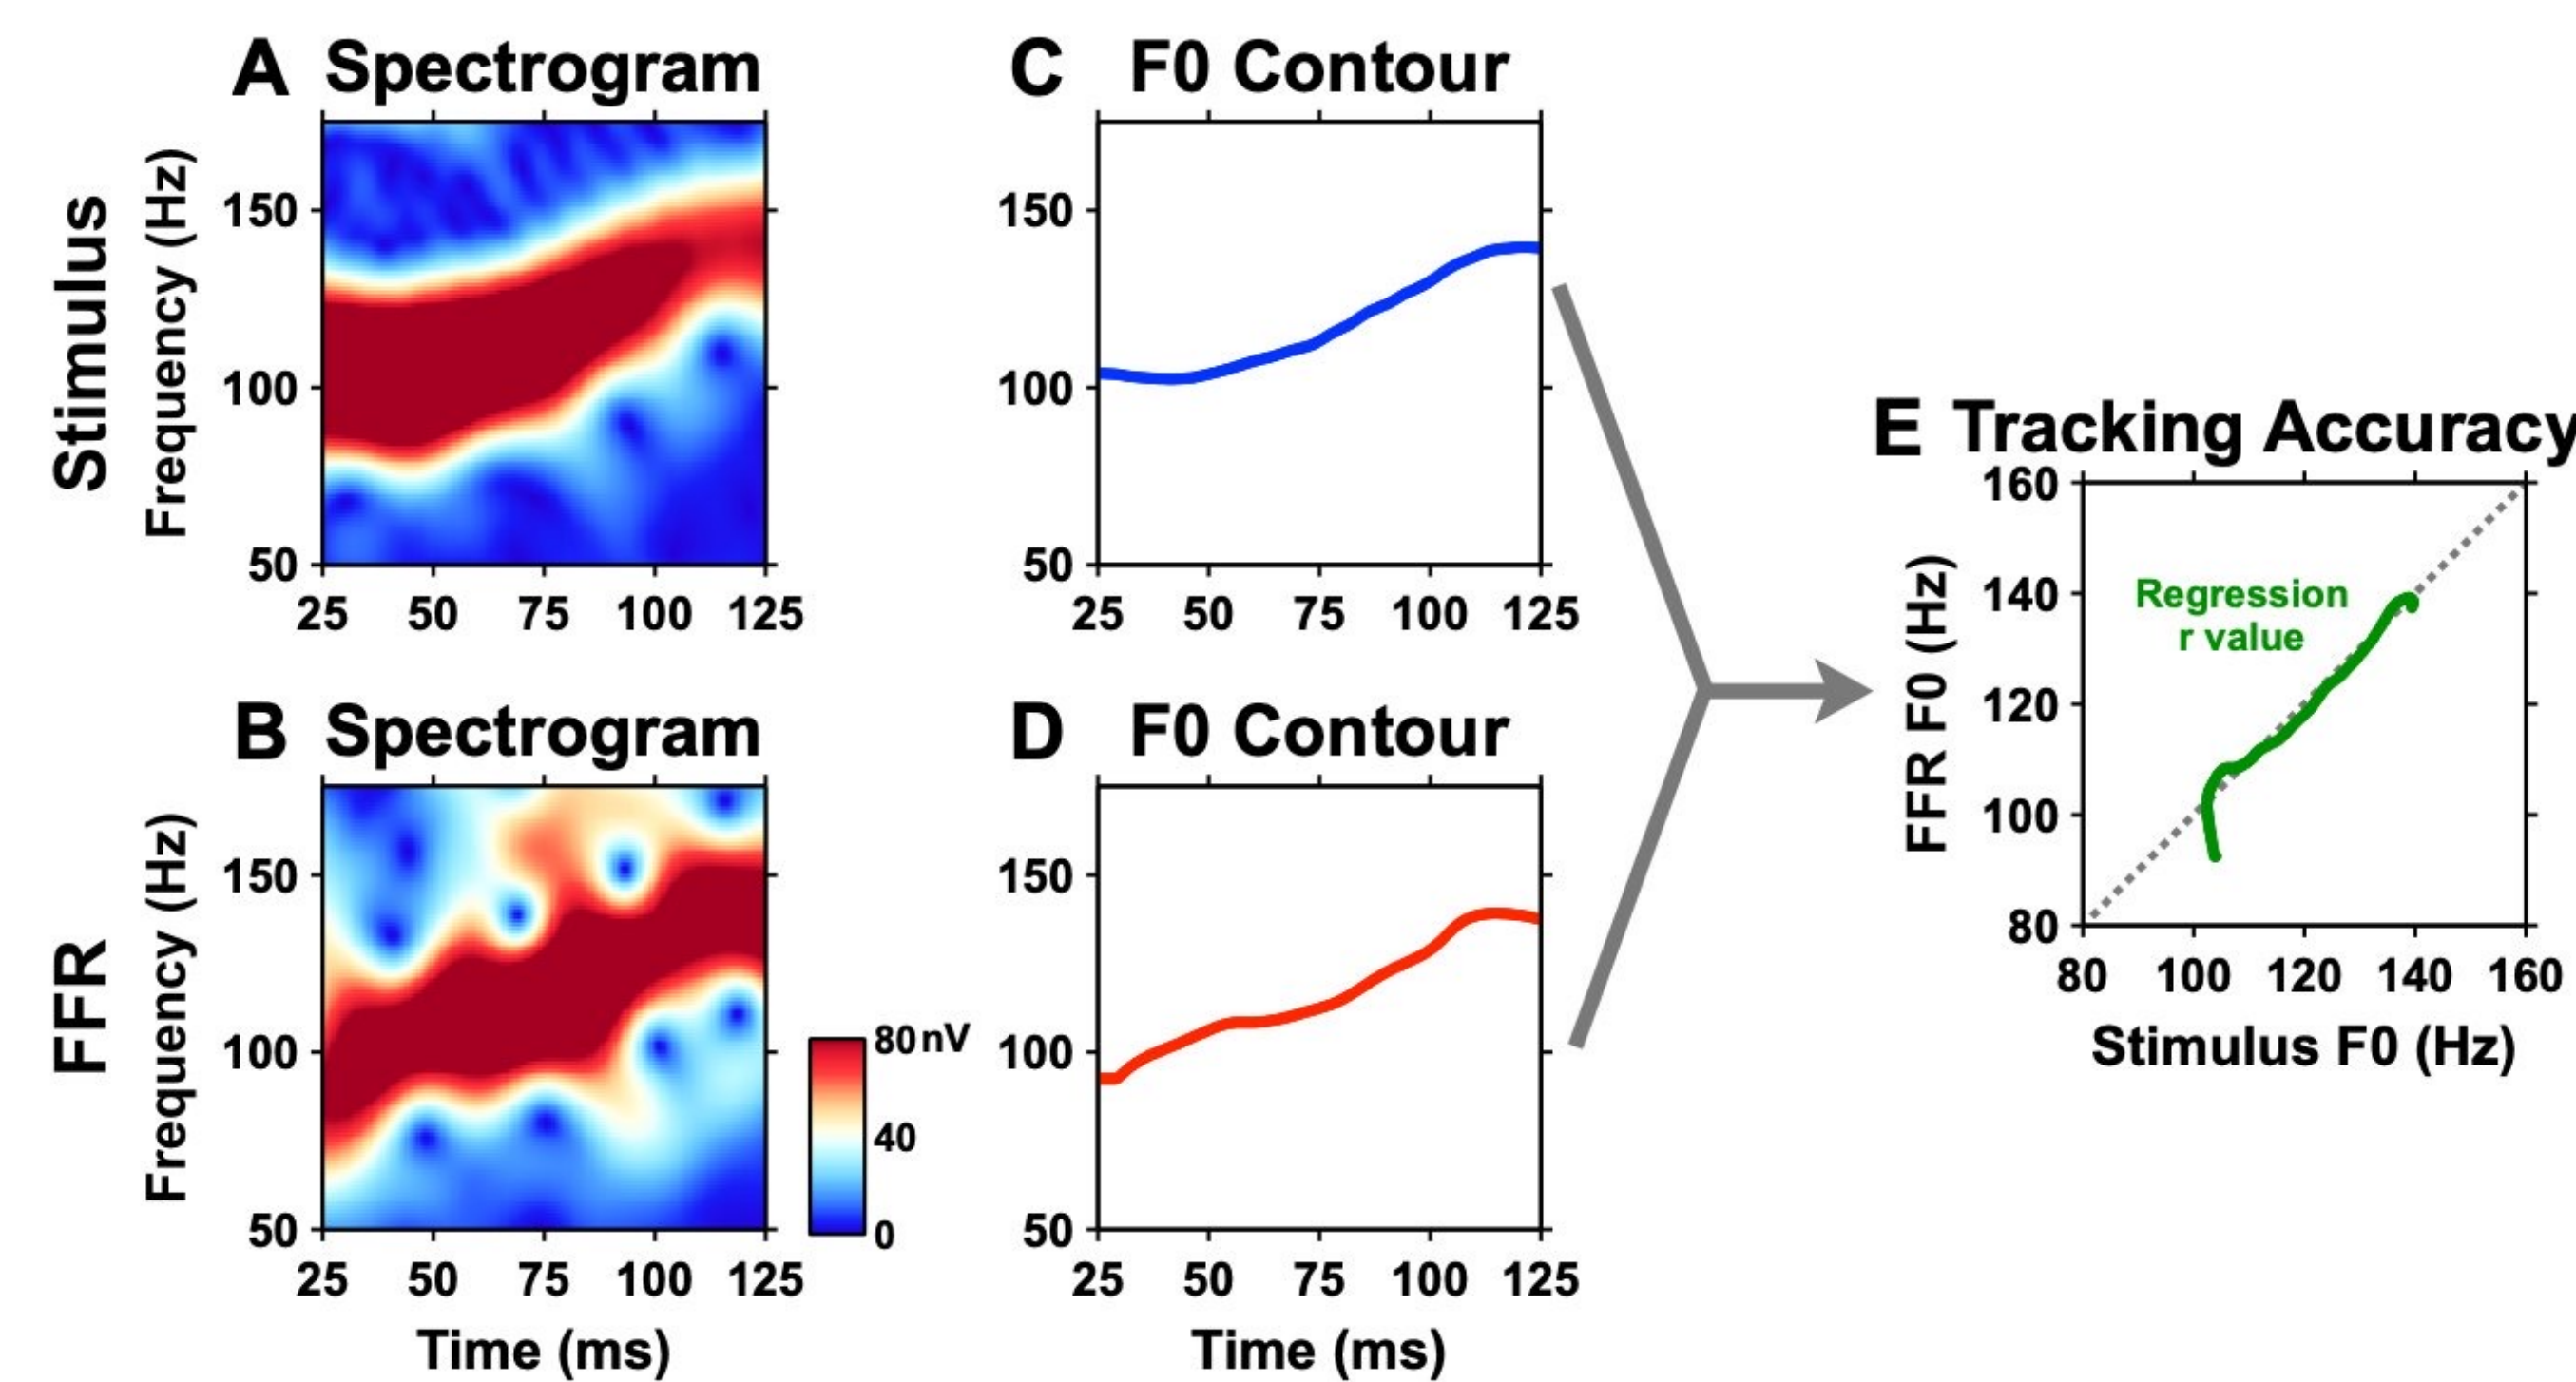 A Spectrogram
Stimulus
Frequency (Hz)
150
100
50
25 50 75 100 125
C F0 Contour
150
100
50
25 50 75 100 125
B Spectrogram
FFR
Frequency (Hz)
150
100
50
25 50 75 100 125
Time (ms)
80 nV
40
0
D F0 Contour
150
100
50
25 50 75 100 125
Time (ms)
E Tracking Accuracy
FFR F0 (Hz)
160
140
120
100
80
Regression
r value
80 100 120 140 160
Stimulus F0 (Hz)